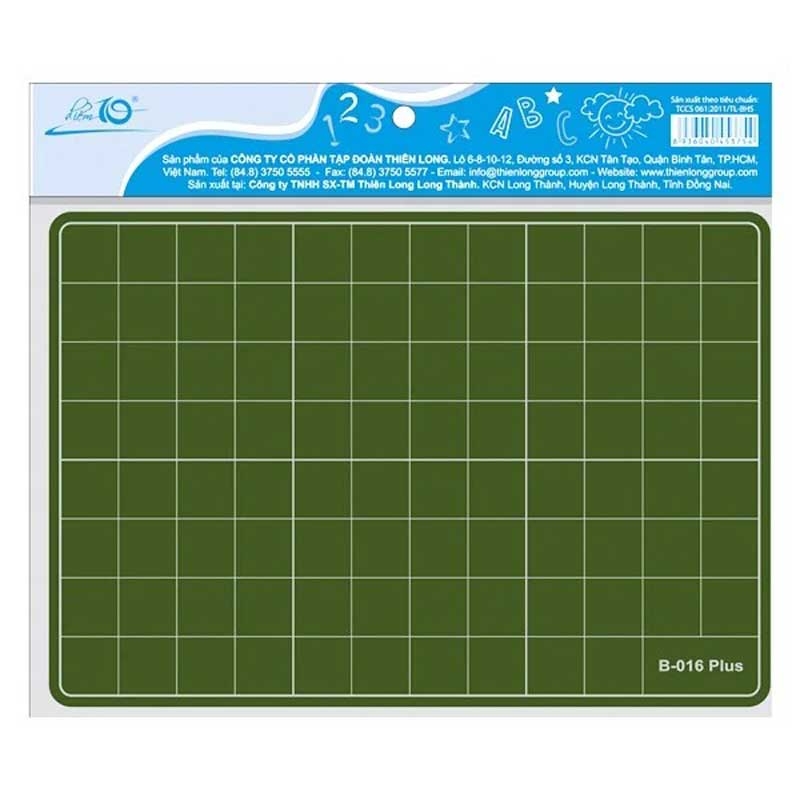 điểm 10 ®
1 2 3
A B C
Sản xuất theo tiêu chuẩn:
TCCS 061:2011/TL-BHS
8 936040 453754
Sản phẩm của CÔNG TY CỔ PHẦN TẬP ĐOÀN THIÊN LONG. Lô 6-8-10-12, Đường số 3, KCN Tân Tạo, Quận Bình Tân, TP.HCM,
Việt Nam. Tel: (84.8) 3750 5555 - Fax: (84.8) 3750 5577 - Email: info@thienlonggroup.com - Website: www.thienlonggroup.com
Sản xuất tại: Công ty TNHH SX-TM Thiên Long Long Thành. KCN Long Thành, Huyện Long Thành, Tỉnh Đồng Nai.
B-016 Plus